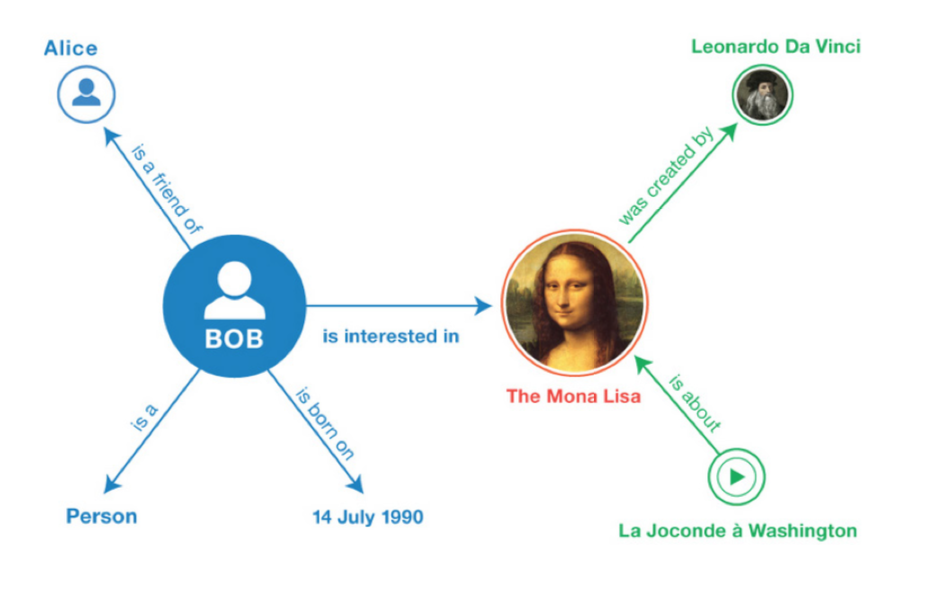 Alice
Leonardo Da Vinci
is a friend of
was created by
BOB
is interested in
The Mona Lisa
is a
is born on
is about
Person
14 July 1990
La Joconde à Washington